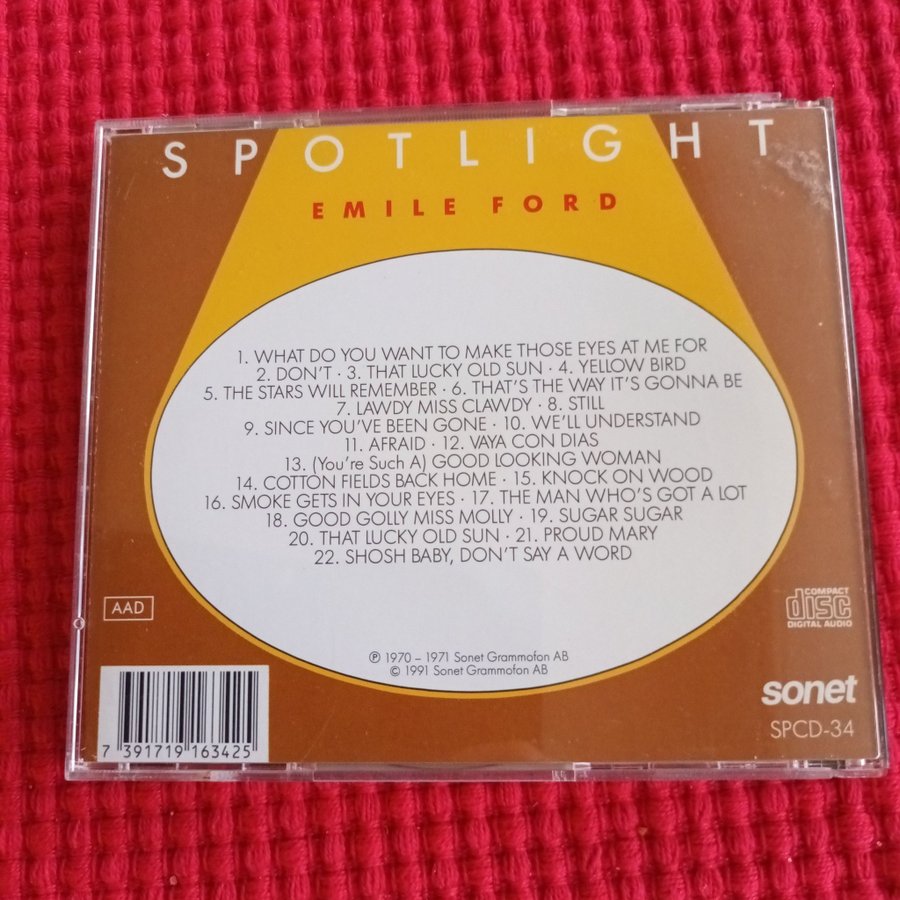 SPOTLIGHT
EMILE FORD
1. WHAT DO YOU WANT TO MAKE THOSE EYES AT ME FOR
2. DON'T · 3. THAT LUCKY OLD SUN · 4. YELLOW BIRD
5. THE STARS WILL REMEMBER · 6. THAT'S THE WAY IT'S GONNA BE
7. LAWDY MISS CLAWDY · 8. STILL
9. SINCE YOU'VE BEEN GONE · 10. WE'LL UNDERSTAND
11. AFRAID · 12. VAYA CON DIAS
13. (You're Such A) GOOD LOOKING WOMAN
14. COTTON FIELDS BACK HOME · 15. KNOCK ON WOOD
16. SMOKE GETS IN YOUR EYES · 17. THE MAN WHO'S GOT A LOT
18. GOOD GOLLY MISS MOLLY · 19. SUGAR SUGAR
20. THAT LUCKY OLD SUN · 21. PROUD MARY
22. SHOSH BABY, DON'T SAY A WORD
AAD
COMPACT
disc
DIGITAL AUDIO
℗ 1970 – 1971 Sonet Grammofon AB
© 1991 Sonet Grammofon AB
sonet
SPCD-34
7 391719 163425